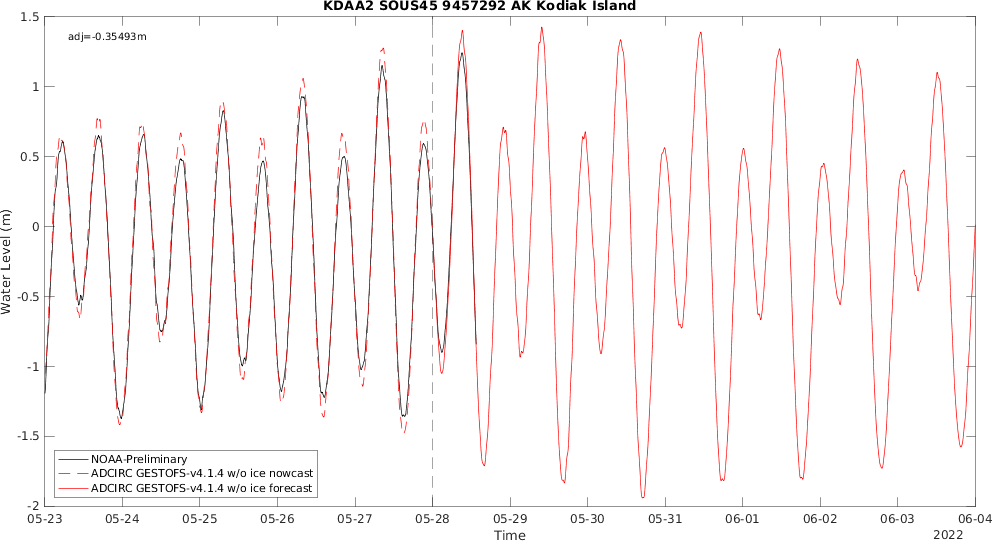 KDAA2 SOUS45 9457292 AK Kodiak Island
adj=-0.35493m
1.5
1
0.5
0
-0.5
-1
-1.5
-2
Water Level (m)
NOAA-Preliminary
ADCIRC GESTOFS-v4.1.4 w/o ice nowcast
ADCIRC GESTOFS-v4.1.4 w/o ice forecast
05-23 05-24 05-25 05-26 05-27 05-28 05-29 05-30 05-31 06-01 06-02 06-03 06-04
Time
2022